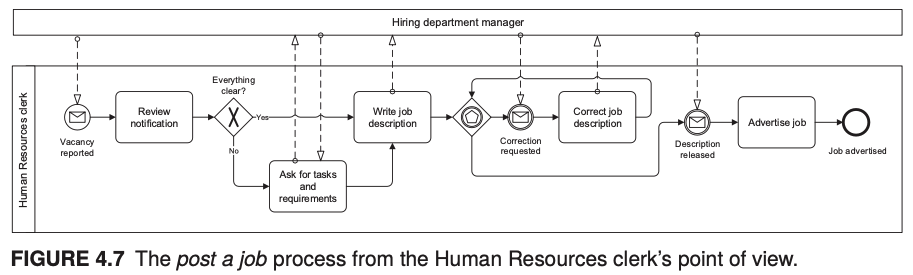 Hiring department manager
Human Resources clerk
Vacancy
reported
Review
notification
Everything
clear?
Yes
No
Ask for tasks
and
requirements
Write job
description
Correction
requested
Correct job
description
Description
released
Advertise job
Job advertised
FIGURE 4.7 The post a job process from the Human Resources clerk's point of view.